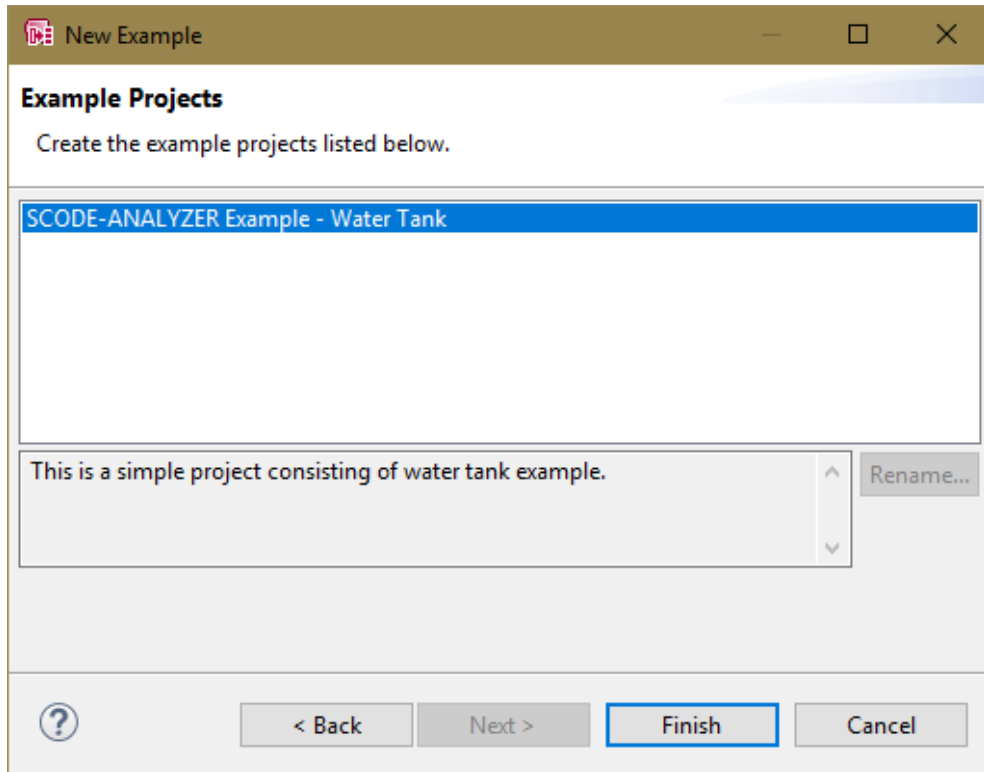 New Example
Example Projects
Create the example projects listed below.
SCODE-ANALYZER Example - Water Tank
This is a simple project consisting of water tank example.
Rename...
?
< Back
Next >
Finish
Cancel